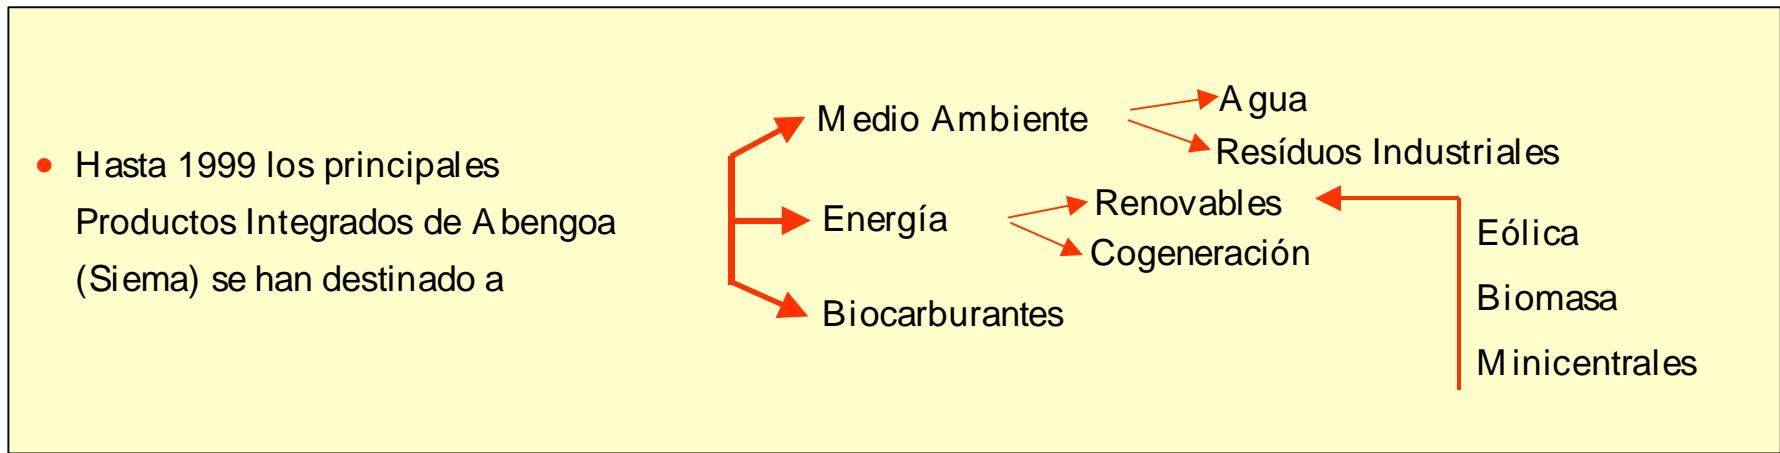 Hasta 1999 los principales
Productos Integrados de Abengoa
(Siema) se han destinado a
Medio Ambiente
Agua
Resíduos Industriales
Energía
Renovables
Cogeneración
Biocarburantes
Eólica
Biomasa
Minicentrales